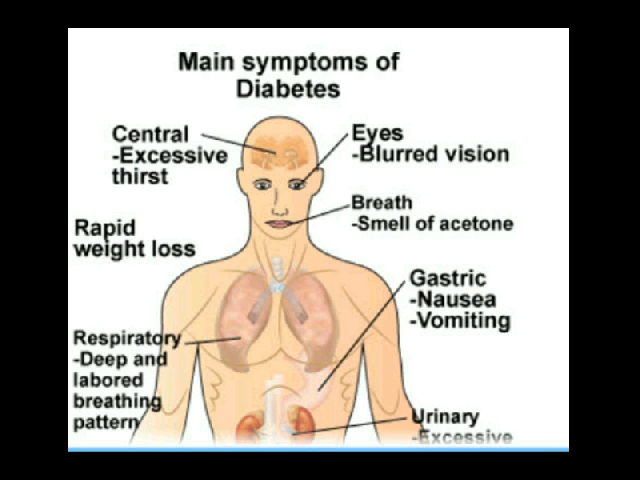 Main symptoms of
Diabetes
Central
-Excessive
thirst
Eyes
-Blurred vision
Breath
-Smell of acetone
Rapid
weight loss
Gastric
-Nausea
-Vomiting
Respiratory
-Deep and
labored
breathing
pattern
Urinary
-Excessive